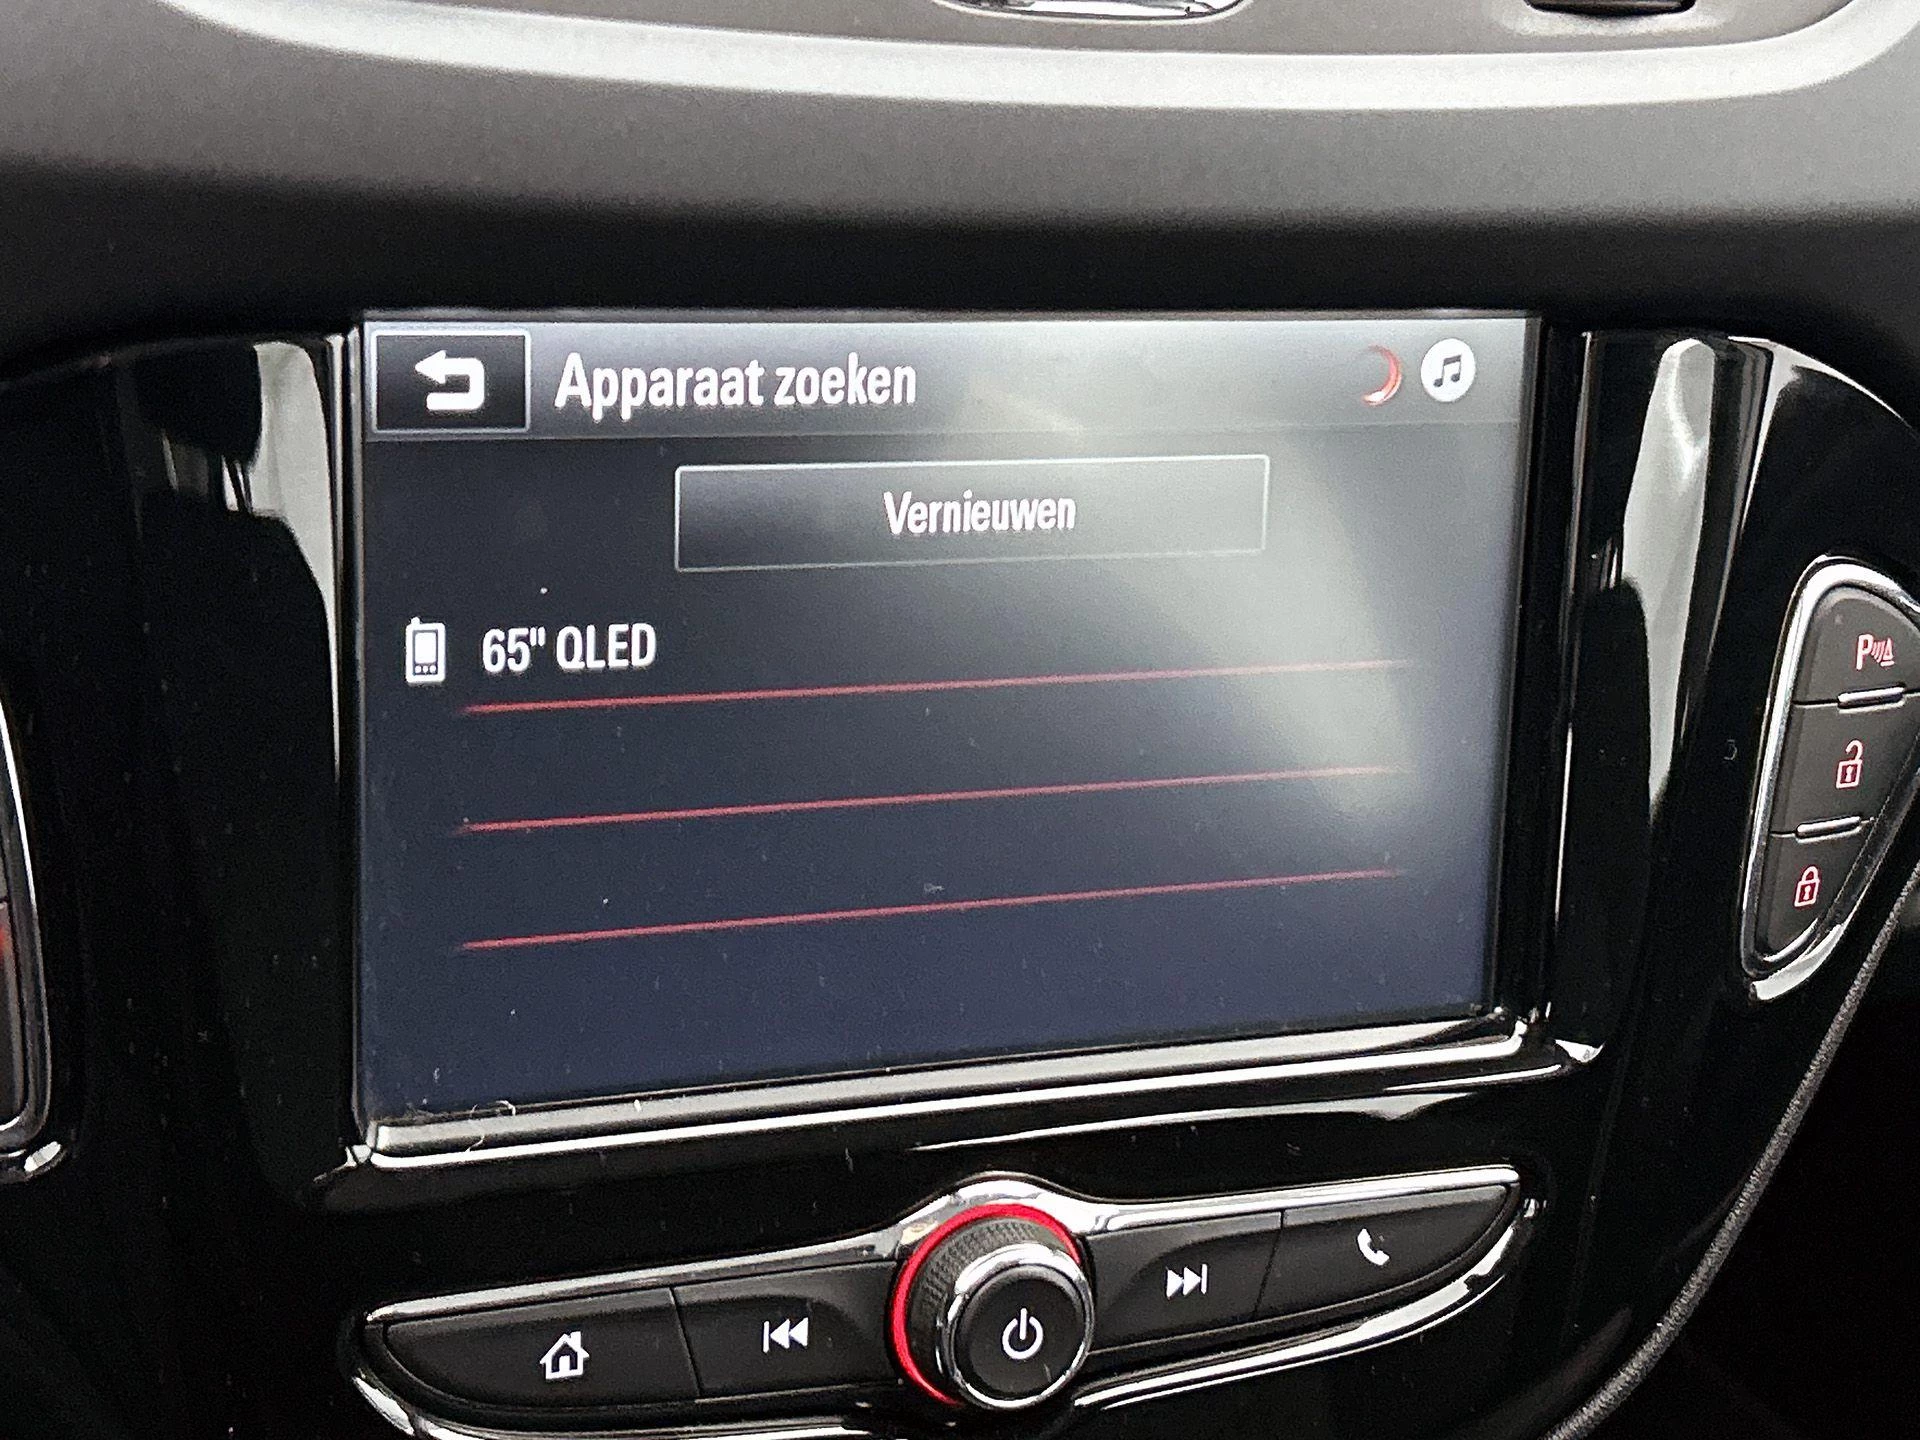 Apparaat zoeken
Vernieuwen
65" QLED
P